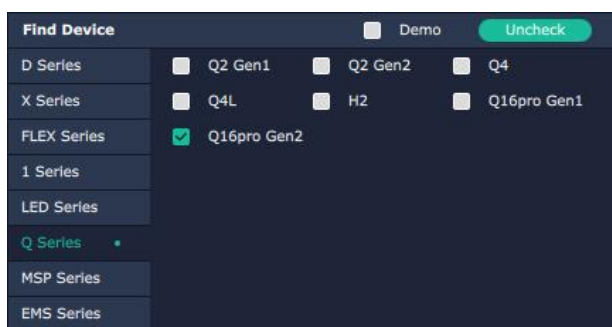 Find Device Demo Uncheck
D Series Q2 Gen1 Q2 Gen2 Q4
X Series Q4L H2 Q16pro Gen1
FLEX Series Q16pro Gen2
1 Series
LED Series
Q Series
MSP Series
EMS Series